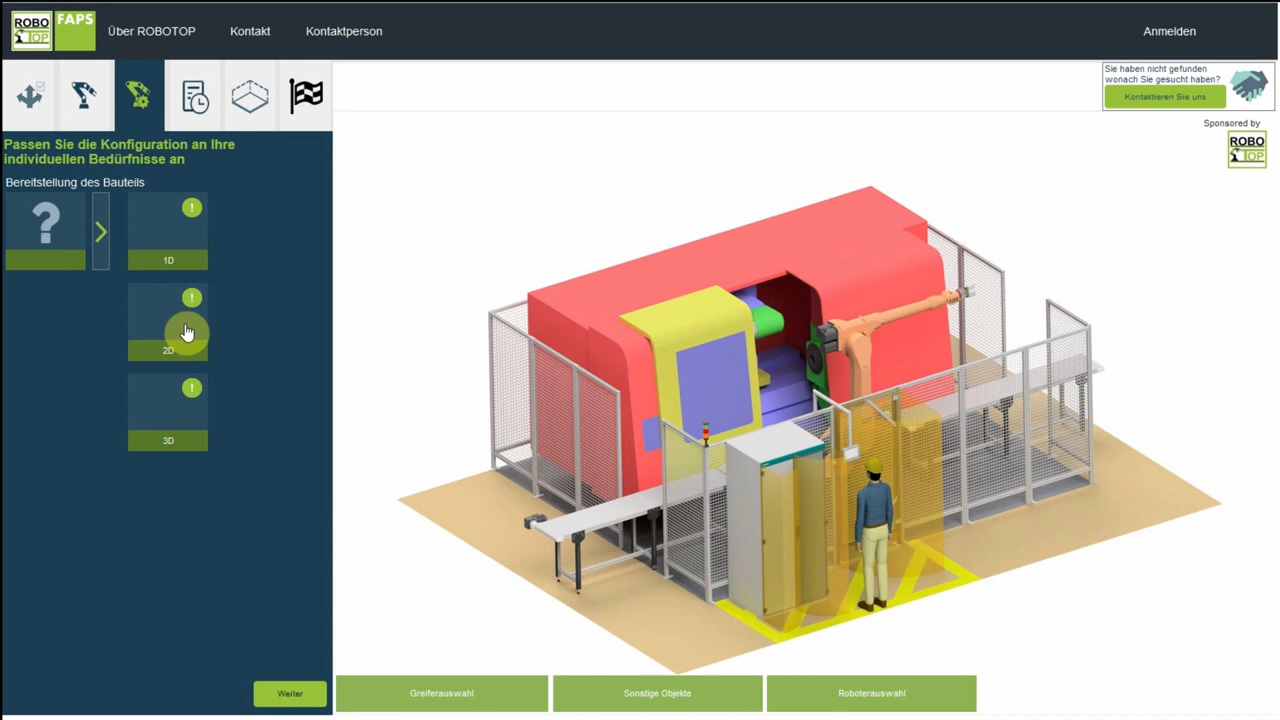 ROBO
TOP
FAPS
Über ROBOTOP
Kontakt
Kontaktperson
Anmelden
Sie haben nicht gefunden
wonach Sie gesucht haben?
Kontaktieren Sie uns
Sponsored by
ROBO
TOP
Passen Sie die Konfiguration an Ihre
individuellen Bedürfnisse an
Bereitstellung des Bauteils
?
!
1D
!
2D
!
3D
Weiter
Greiferauswahl
Sonstige Objekte
Roboterauswahl